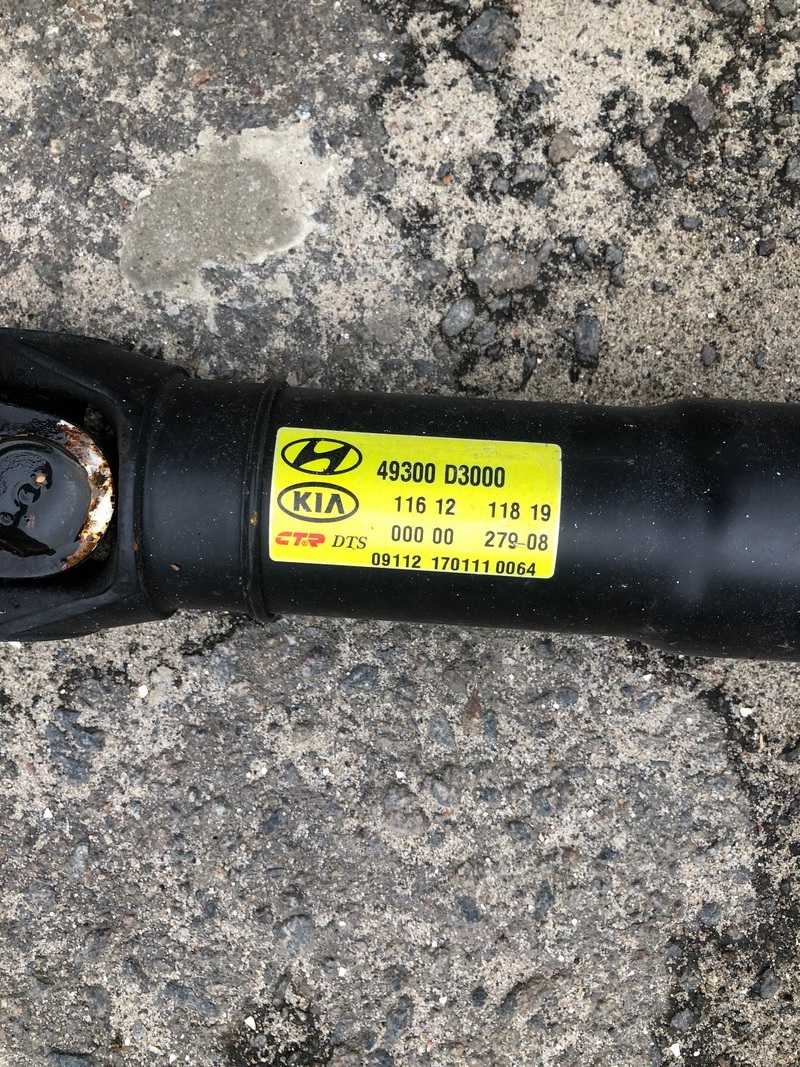 49300 D3000
KIA 116 12 118 19
CTR DTS 000 00 279-08
09112 170111 0064